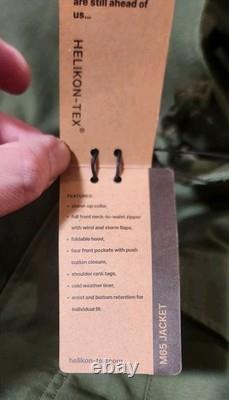 are still ahead of
us...
HELIKON-TEX®
FEATURES:
• stand-up collar,
• full front neck-to-waist zipper
with wind and storm flaps,
• foldable hood,
• four front pockets with push
button closure,
• shoulder rank tags,
• cold weather liner,
• waist and bottom retention for
individual fit.
M65 JACKET
helikon-tex.com
ebay